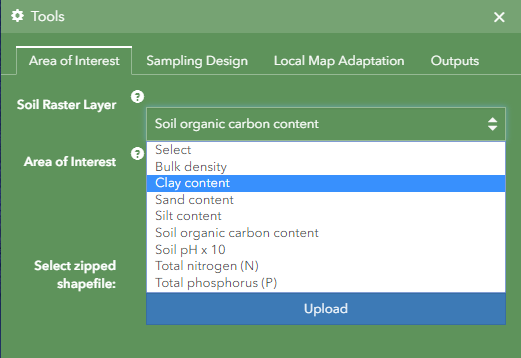 Tools
Area of Interest Sampling Design Local Map Adaptation Outputs
Soil Raster Layer ?
Soil organic carbon content
Area of Interest ?
Select
Bulk density
Clay content
Sand content
Silt content
Soil organic carbon content
Soil pH x 10
Total nitrogen (N)
Total phosphorus (P)
Select zipped
shapefile:
Upload